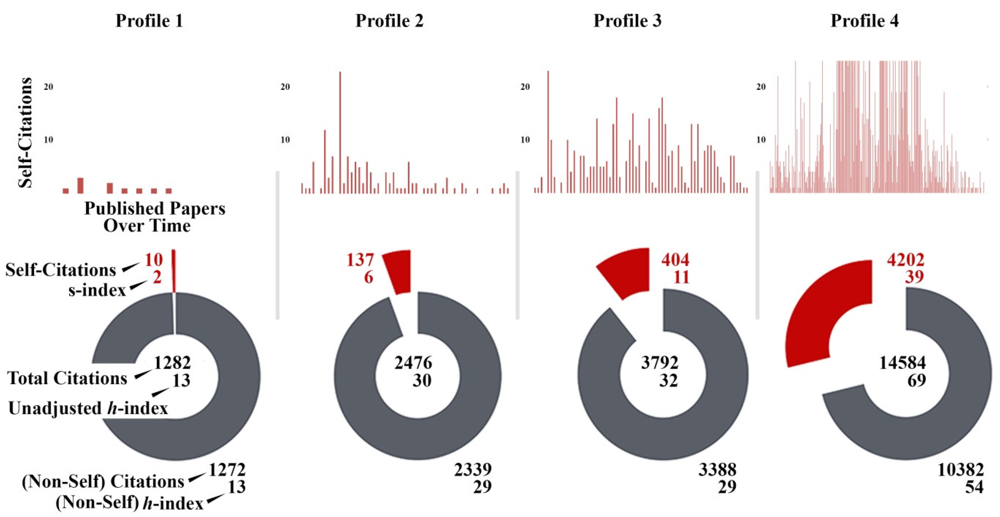 Profile 1
Profile 2
Profile 3
Profile 4
Self-Citations
20
10
20
10
20
10
20
10
Published Papers
Over Time
Self-Citations
10
s-index
2
137
6
404
11
4202
39
Total Citations
1282
13
Unadjusted h-index
2476
30
3792
32
14584
69
(Non-Self) Citations
1272
13
(Non-Self) h-index
2339
29
3388
29
10382
54